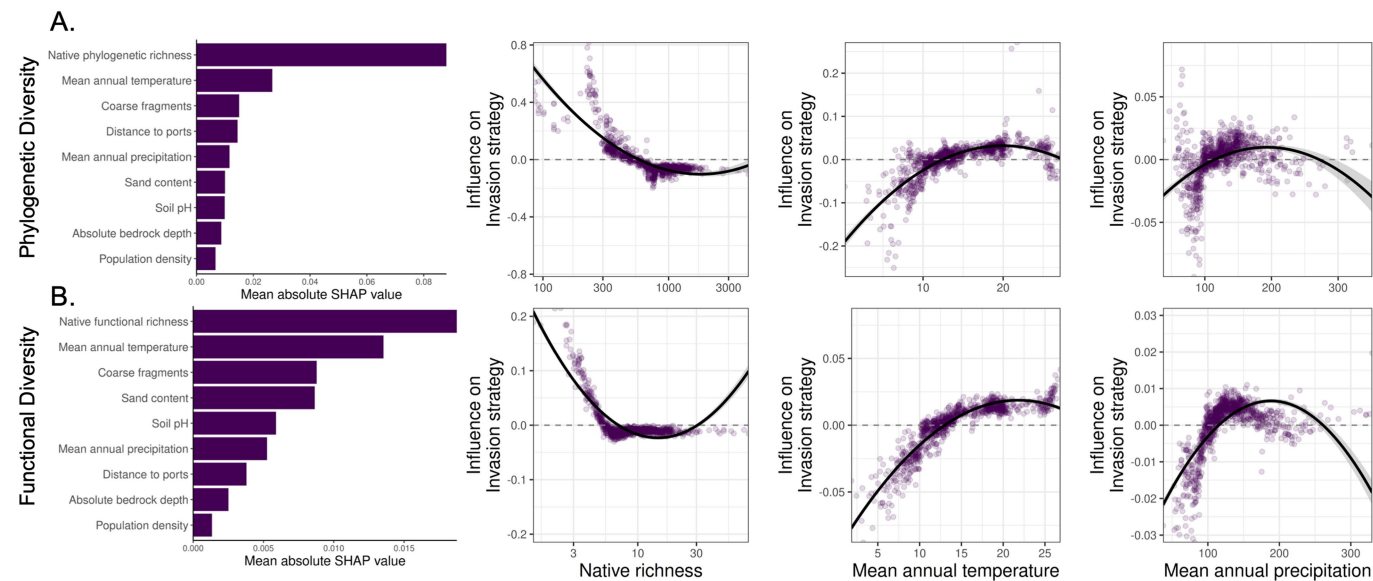 A.
Phylogenetic Diversity
Native phylogenetic richness
Mean annual temperature
Coarse fragments
Distance to ports
Mean annual precipitation
Sand content
Soil pH
Absolute bedrock depth
Population density
0.00 0.02 0.04 0.06 0.08
Mean absolute SHAP value
Influence on
Invasion strategy
0.8
0.4
0.0
-0.4
-0.8
100 300 1000 3000
Influence on
Invasion strategy
0.2
0.1
0.0
-0.1
-0.2
10 20
Influence on
Invasion strategy
0.05
0.00
-0.05
100 200 300
B.
Functional Diversity
Native functional richness
Mean annual temperature
Coarse fragments
Sand content
Soil pH
Mean annual precipitation
Distance to ports
Absolute bedrock depth
Population density
0.000 0.005 0.010 0.015
Mean absolute SHAP value
Influence on
Invasion strategy
0.2
0.1
0.0
-0.1
-0.2
3 10 30
Native richness
Influence on
Invasion strategy
0.05
0.00
-0.05
5 10 15 20 25
Mean annual temperature
Influence on
Invasion strategy
0.03
0.02
0.01
0.00
-0.01
-0.02
-0.03
100 200 300
Mean annual precipitation